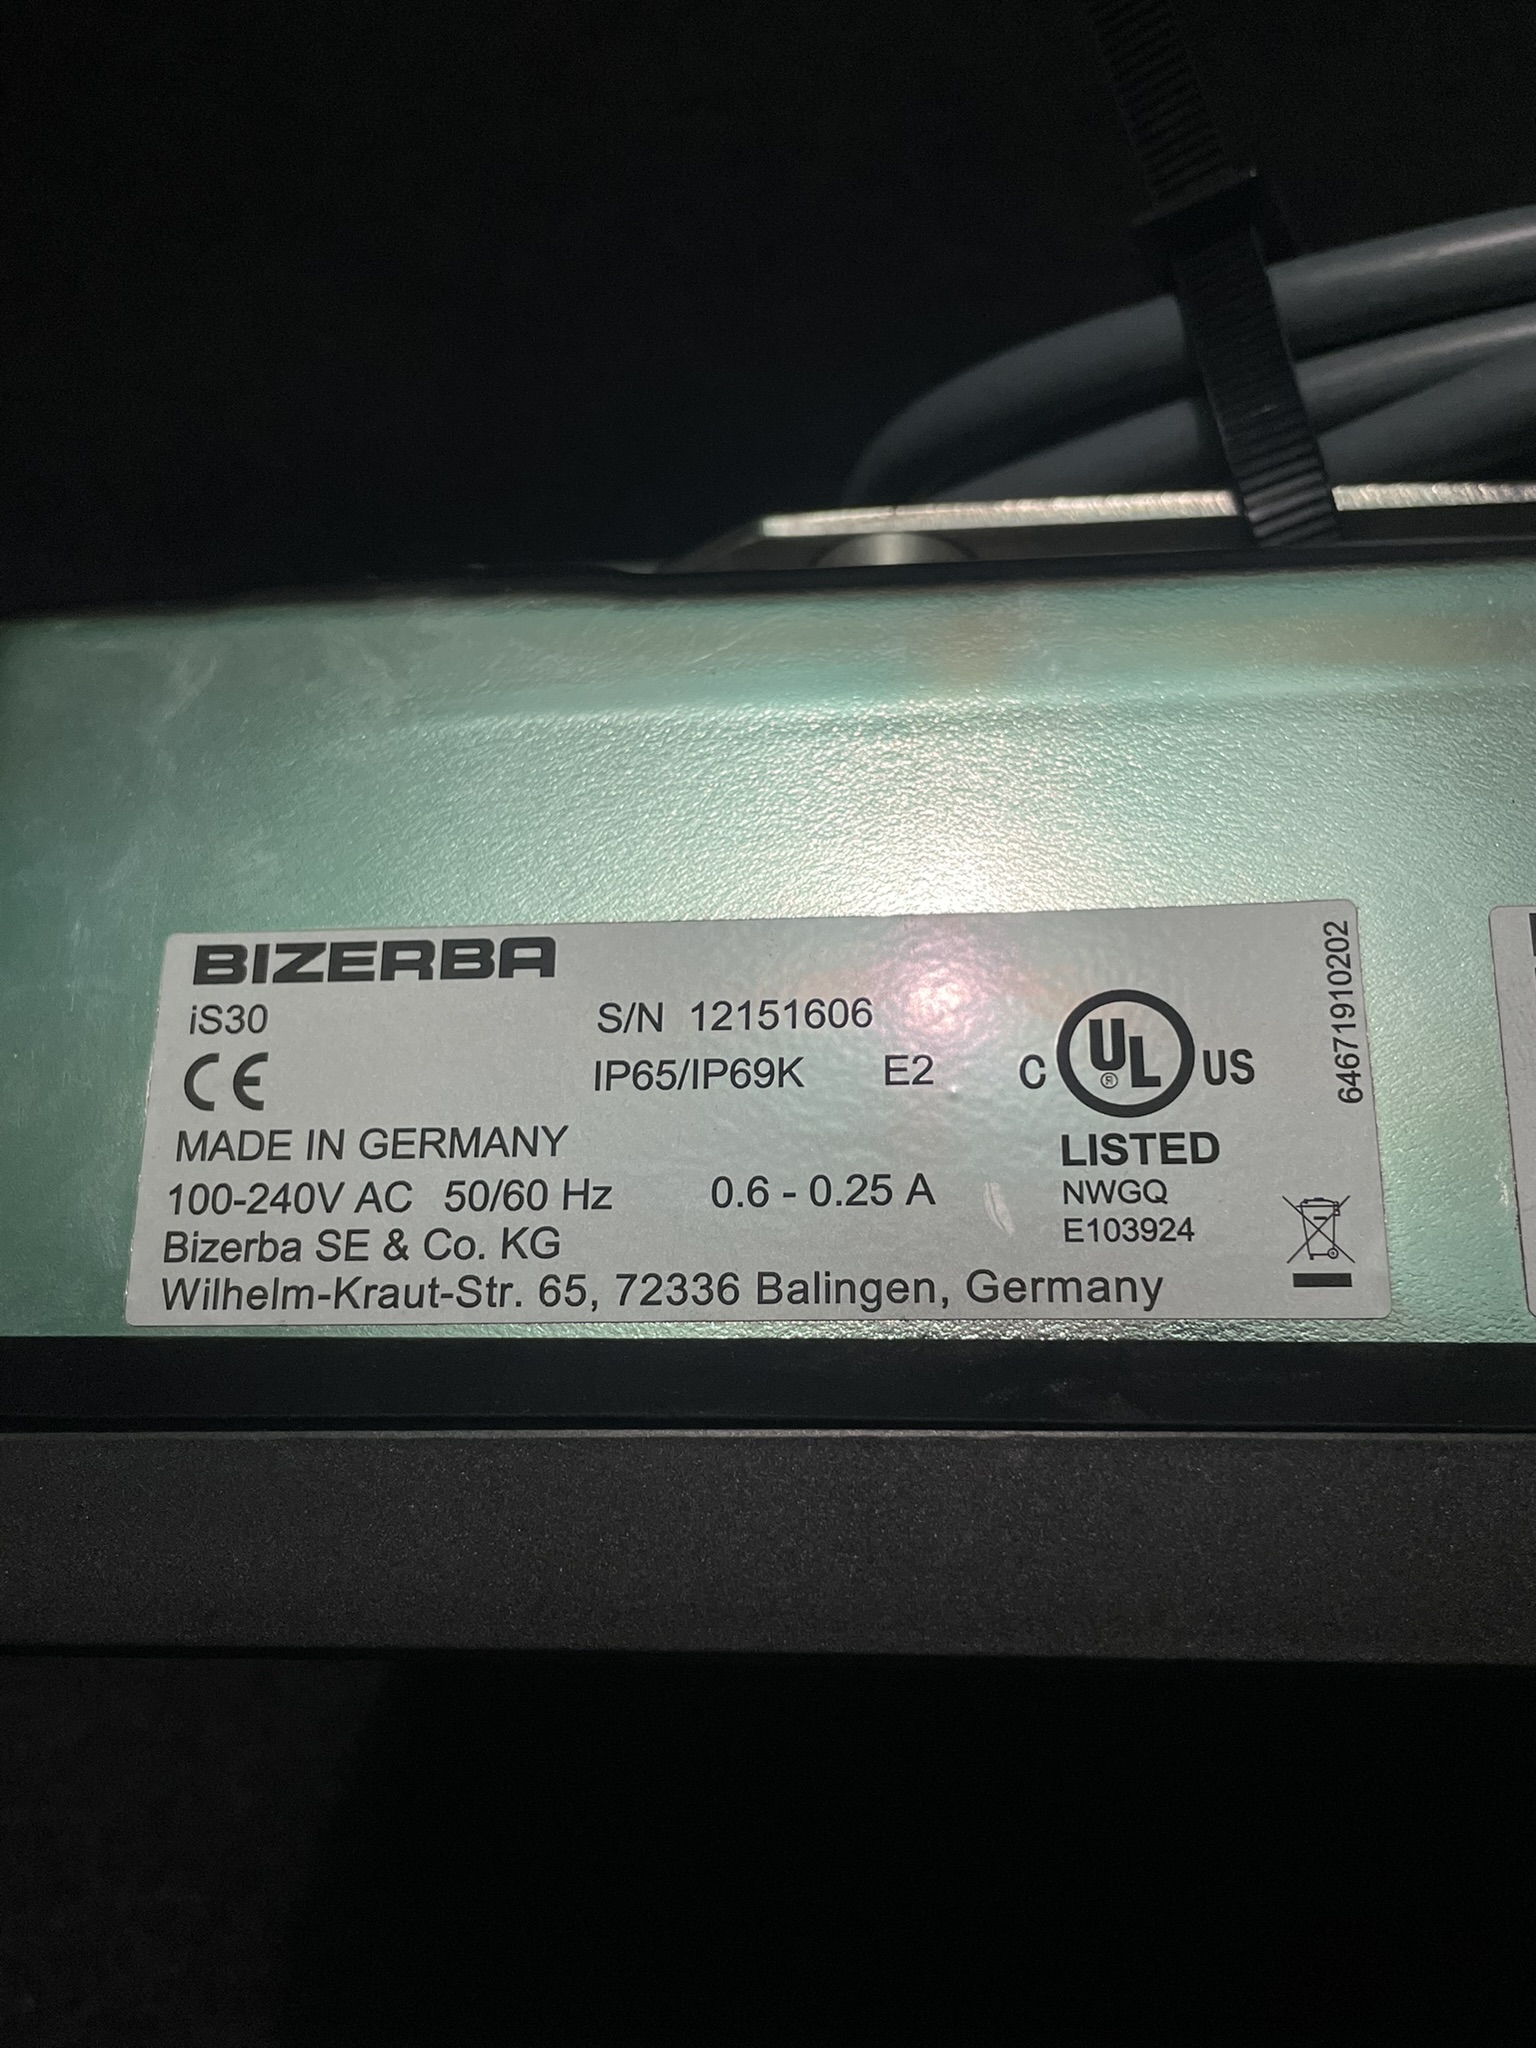 BIZERBA
iS30
S/N 12151606
CE
IP65/IP69K E2
C UL® US
MADE IN GERMANY
LISTED
100-240V AC 50/60 Hz 0.6 - 0.25 A
NWGQ
E103924
Bizerba SE & Co. KG
Wilhelm-Kraut-Str. 65, 72336 Balingen, Germany
64671910202